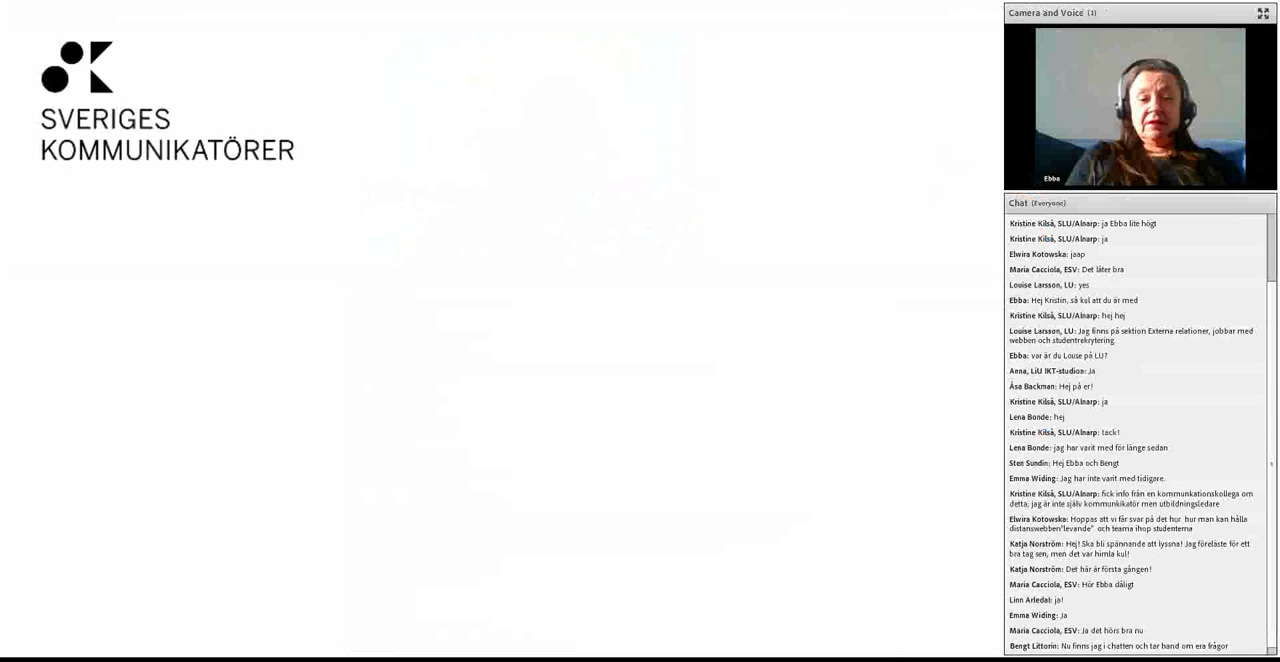 SVERIGES
KOMMUNIKATÖRER
Camera and Voice (1)
Ebba
Chat (Everyone)
Kristine Kilså, SLU/Alnarp: ja Ebba lite högt
Kristine Kilså, SLU/Alnarp: ja
Elwira Kotowska: jaap
Maria Cacciola, ESV: Det låter bra
Louise Larsson, LU: yes
Ebba: Hej Kristin, så kul att du är med
Kristine Kilså, SLU/Alnarp: hej hej
Louise Larsson, LU: Jag finns på sektion Externa relationer, jobbar med
webben och studentrekrytering.
Ebba: var är du Louse på LU?
Anna, LiU IKT-studion: Ja
Åsa Backman: Hej på er!
Kristine Kilså, SLU/Alnarp: ja
Lena Bonde: hej
Kristine Kilså, SLU/Alnarp: tack!
Lena Bonde: jag har varit med för länge sedan
Sten Sundin: Hej Ebba och Bengt
Emma Widing: Jag har inte varit med tidigare.
Kristine Kilså, SLU/Alnarp: fick info från en kommunkationskollega om
detta, jag är inte själv kommunkikatör men utbildningsledare
Elwira Kotowska: Hoppas att vi får svar på det hur hur man kan hålla
distanswebben"levande" och teama ihop studenterna
Katja Norström: Hej! Ska bli spännande att lyssna! Jag föreläste för ett
bra tag sen, men det var himla kul!
Katja Norström: Det här är första gången!
Maria Cacciola, ESV: Hör Ebba dåligt
Linn Arledal: ja!
Emma Widing: Ja
Maria Cacciola, ESV: Ja det hörs bra nu
Bengt Littorin: Nu finns jag i chatten och tar hand om era frågor